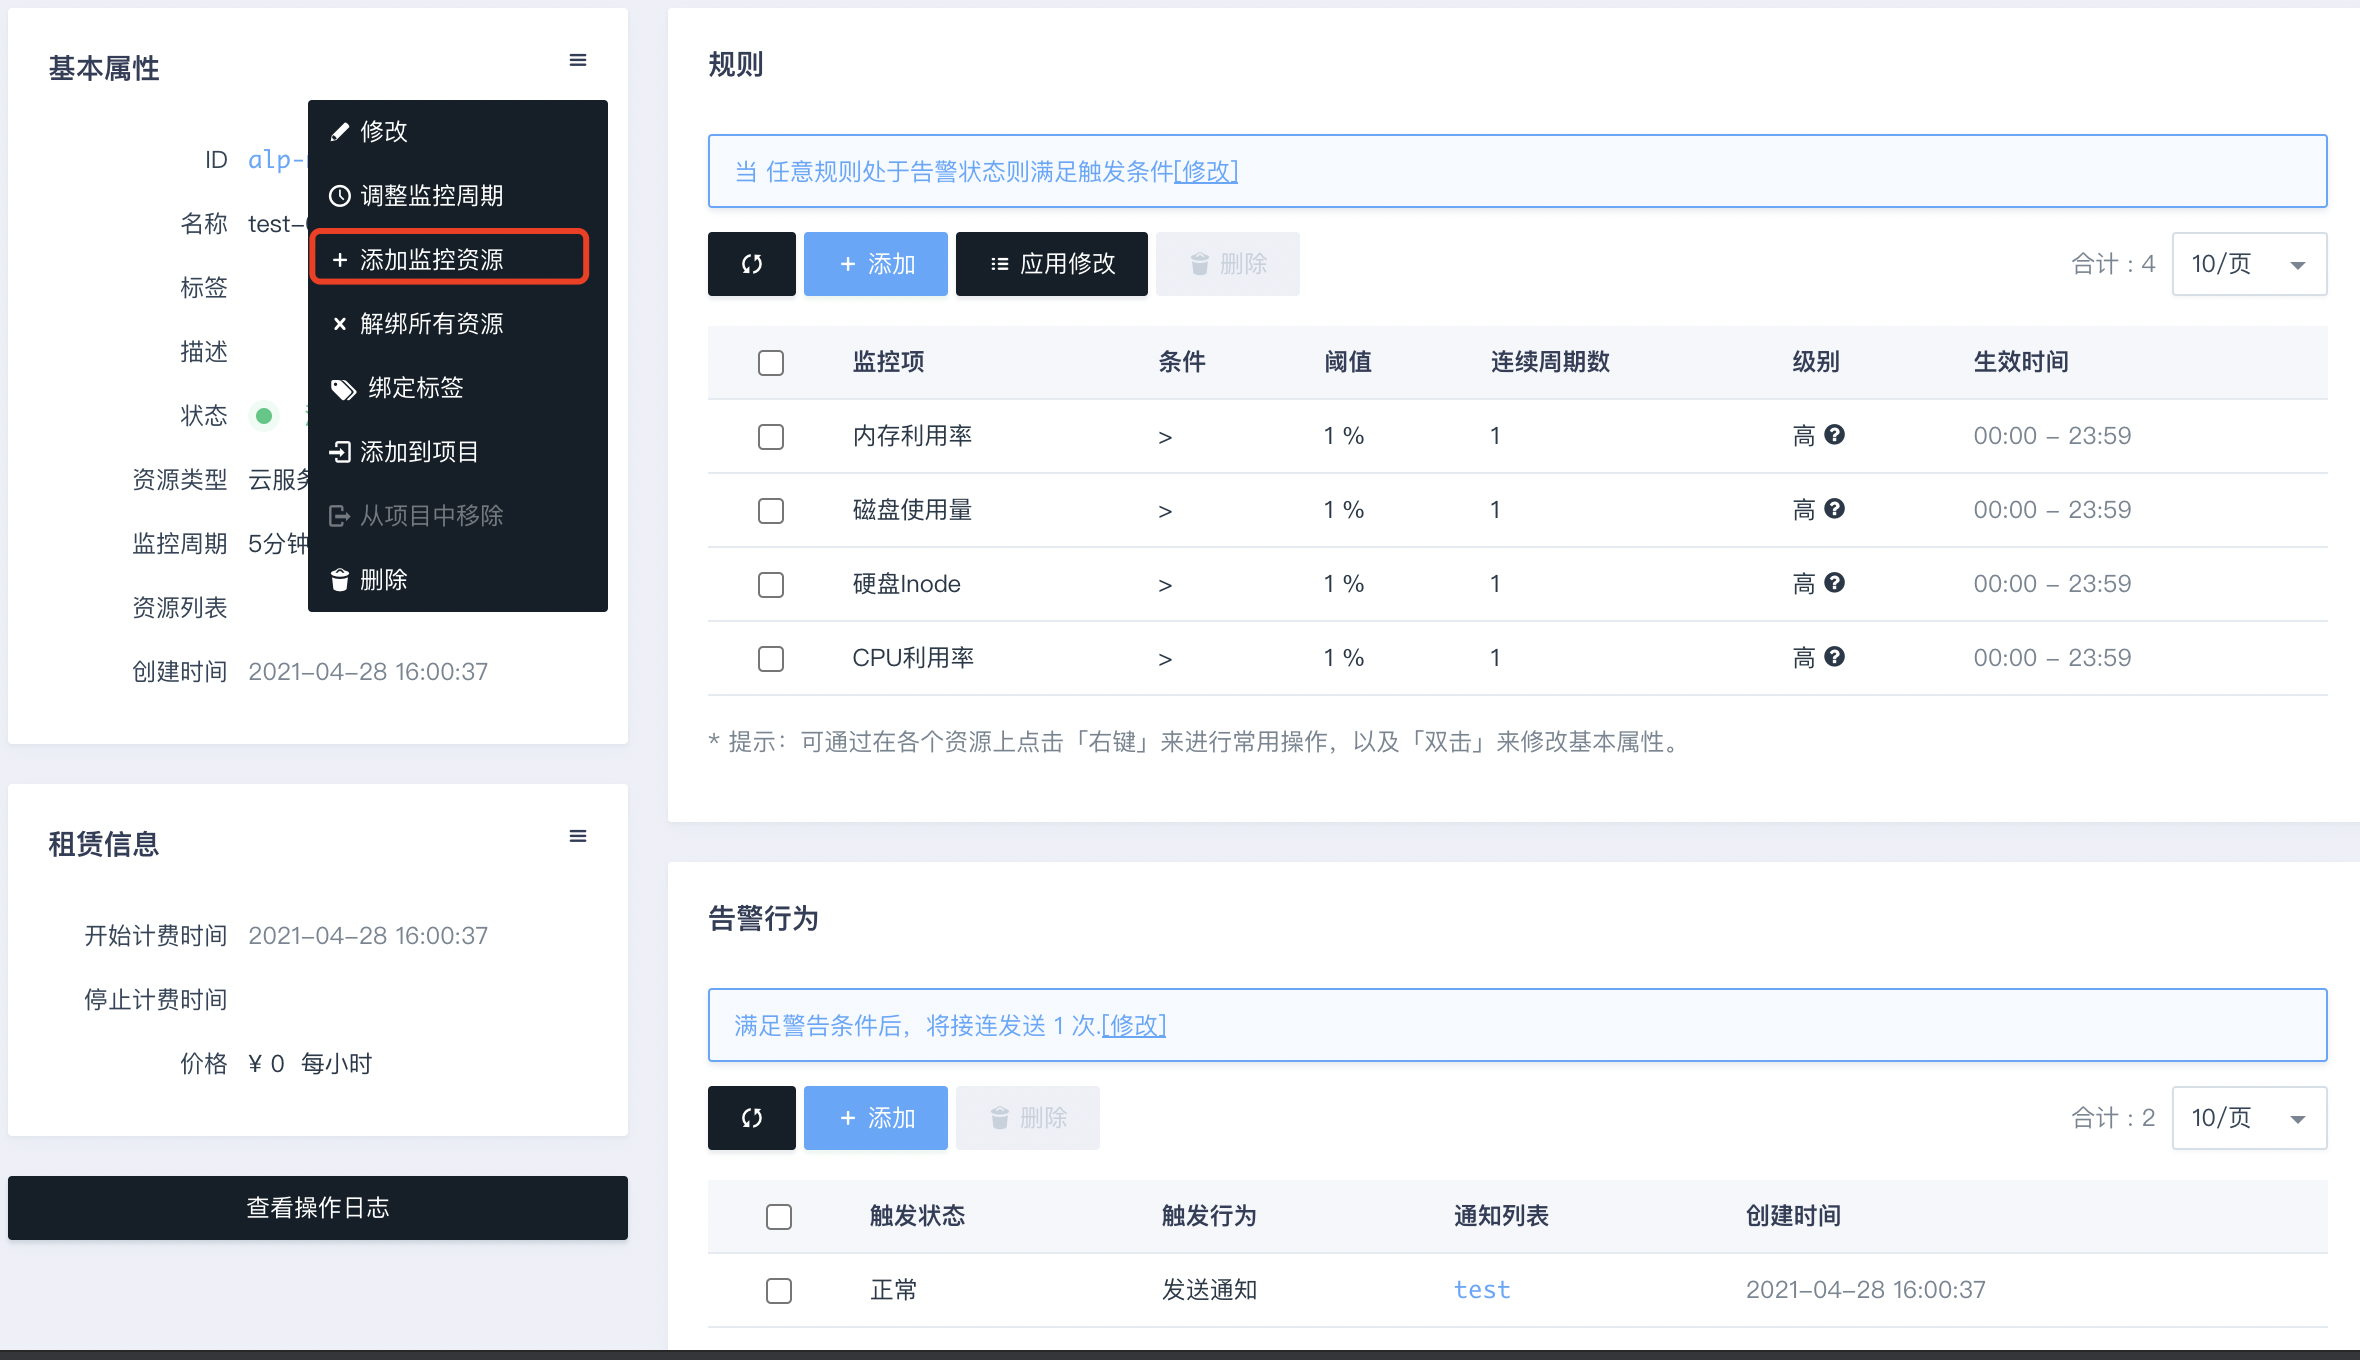 基本属性
ID alp-
名称 test-
标签
描述
状态
资源类型 云服务
监控周期 5分钟
资源列表
创建时间 2021-04-28 16:00:37
修改
调整监控周期
+ 添加监控资源
× 解绑所有资源
绑定标签
添加到项目
从项目中移除
删除
租赁信息
开始计费时间 2021-04-28 16:00:37
停止计费时间
价格 ¥ 0 每小时
查看操作日志
规则
当 任意规则处于告警状态则满足触发条件[修改]
+ 添加 应用修改 删除 合计 : 4 10/页
监控项 条件 阈值 连续周期数 级别 生效时间
内存利用率 > 1 % 1 高 00:00 - 23:59
磁盘使用量 > 1 % 1 高 00:00 - 23:59
硬盘Inode > 1 % 1 高 00:00 - 23:59
CPU利用率 > 1 % 1 高 00:00 - 23:59
* 提示：可通过在各个资源上点击「右键」来进行常用操作，以及「双击」来修改基本属性。
告警行为
满足警告条件后，将接连发送 1 次.[修改]
+ 添加 删除 合计 : 2 10/页
触发状态 触发行为 通知列表 创建时间
正常 发送通知 test 2021-04-28 16:00:37